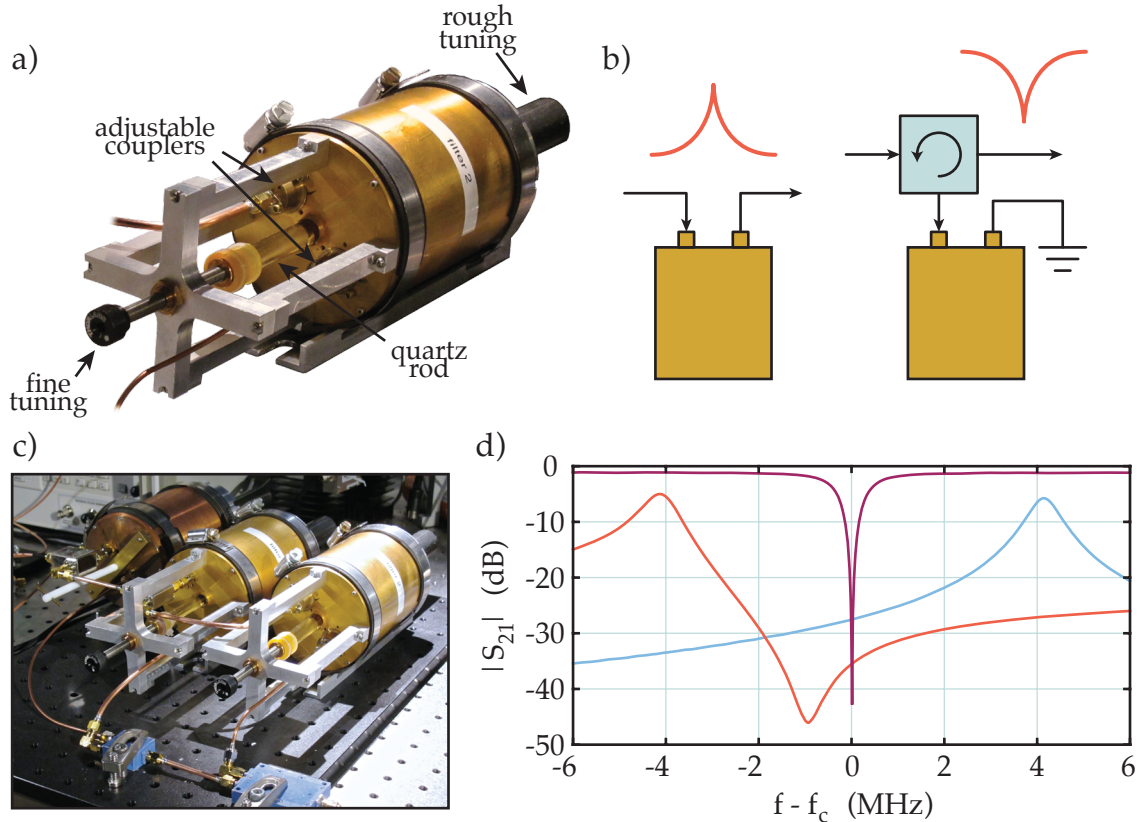 a)
rough
tuning
adjustable
couplers
filter 2
quartz
rod
fine
tuning
b)
c)
d)
|S21| (dB)
0
-10
-20
-30
-40
-50
-6
-4
-2
0
2
4
6
f - fc (MHz)